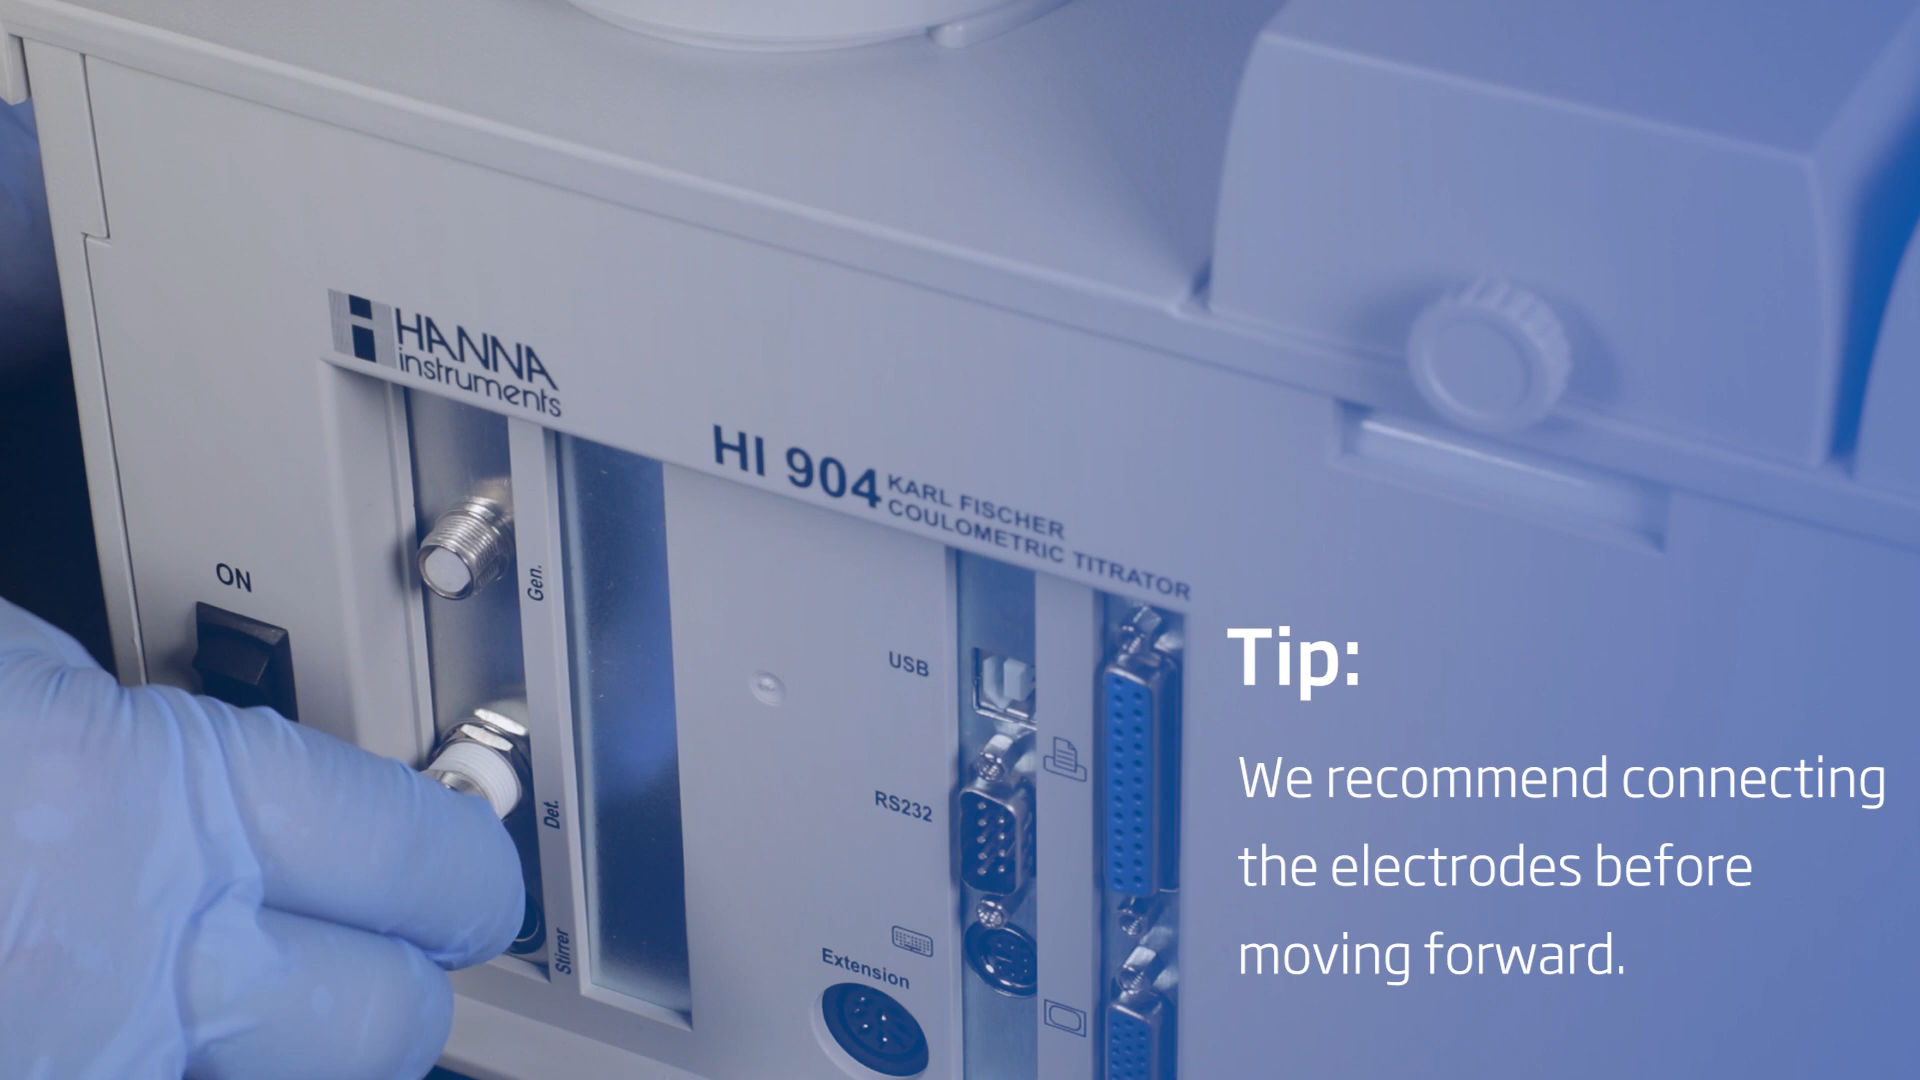 HANNA
instruments
HI 904
KARL FISCHER
COULOMETRIC TITRATOR
ON
Gen.
Det.
Stirrer
USB
RS232
Extension
Tip:
We recommend connecting
the electrodes before
moving forward.